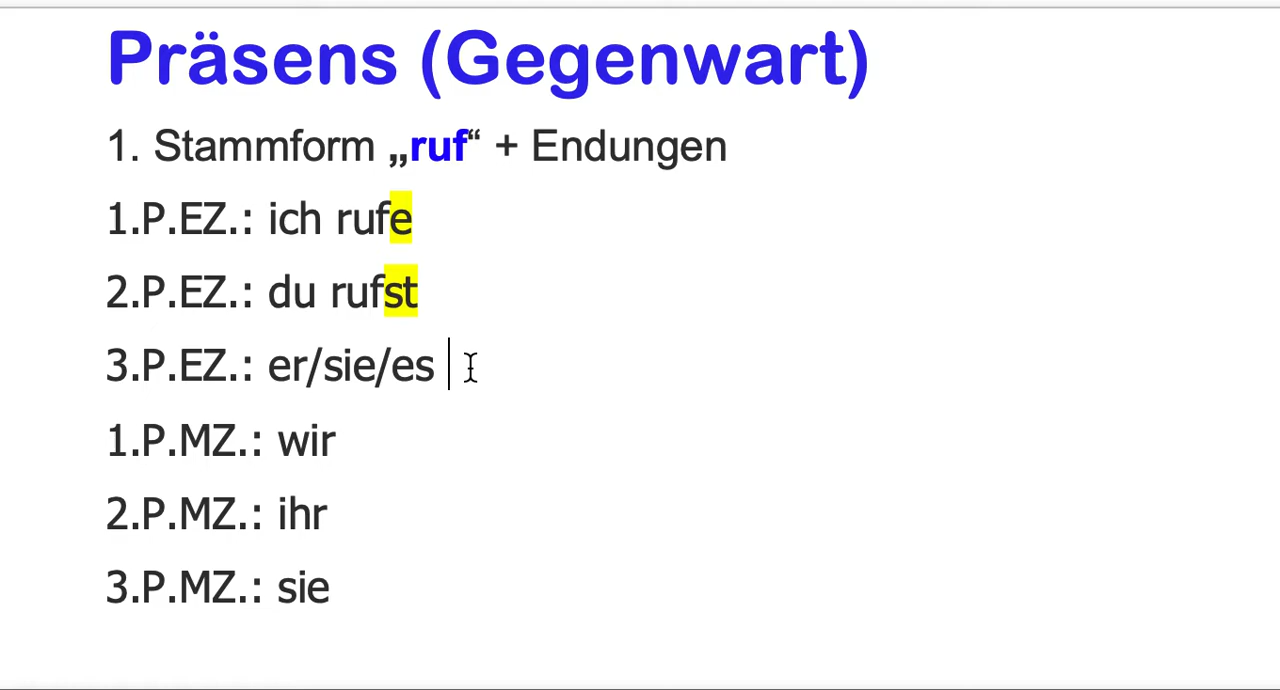 Präsens (Gegenwart)
1. Stammform „ruf“ + Endungen
1.P.EZ.: ich rufe
2.P.EZ.: du rufst
3.P.EZ.: er/sie/es
1.P.MZ.: wir
2.P.MZ.: ihr
3.P.MZ.: sie